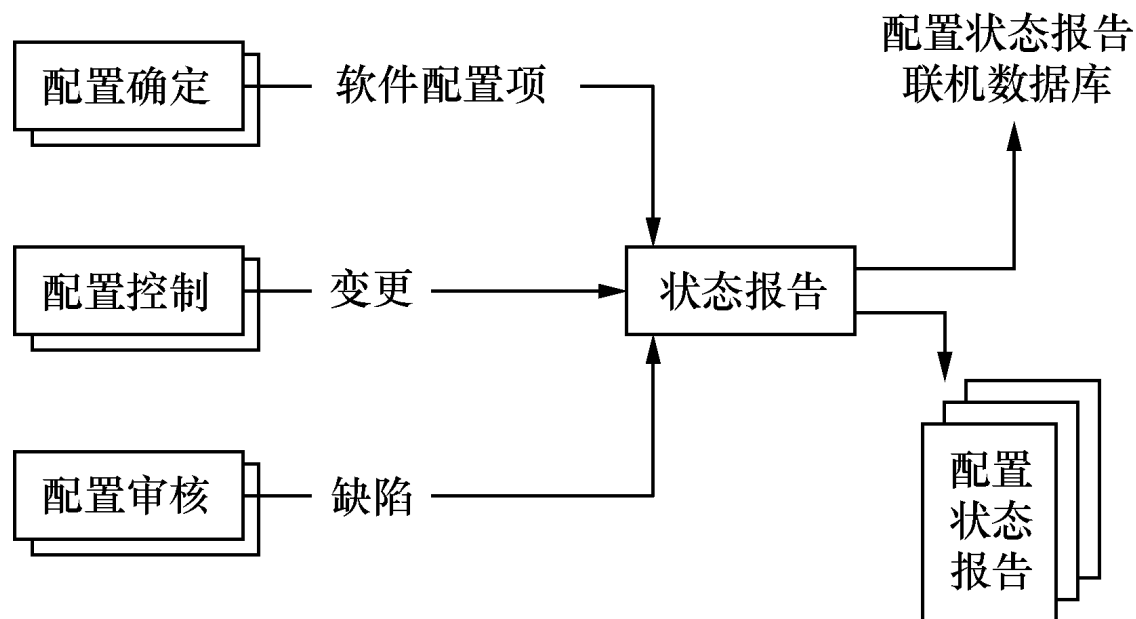 配置状态报告
联机数据库
配置确定
软件配置项
配置控制
变更
状态报告
配置审核
缺陷
配置
状态
报告